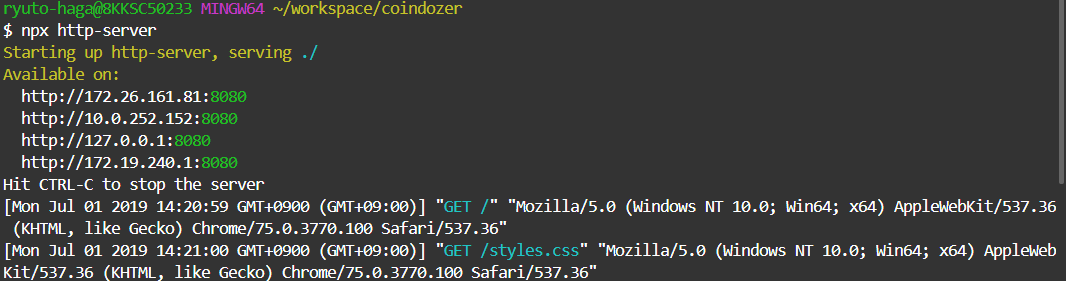 ryuto-haga@8KKSC50233 MINGW64 ~/workspace/coindozer
$ npx http-server
Starting up http-server, serving ./
Available on:
  http://172.26.161.81:8080
  http://10.0.252.152:8080
  http://127.0.0.1:8080
  http://172.19.240.1:8080
Hit CTRL-C to stop the server
[Mon Jul 01 2019 14:20:59 GMT+0900 (GMT+09:00)] "GET /" "Mozilla/5.0 (Windows NT 10.0; Win64; x64) AppleWebKit/537.36
 (KHTML, like Gecko) Chrome/75.0.3770.100 Safari/537.36"
[Mon Jul 01 2019 14:21:00 GMT+0900 (GMT+09:00)] "GET /styles.css" "Mozilla/5.0 (Windows NT 10.0; Win64; x64) AppleWeb
Kit/537.36 (KHTML, like Gecko) Chrome/75.0.3770.100 Safari/537.36"